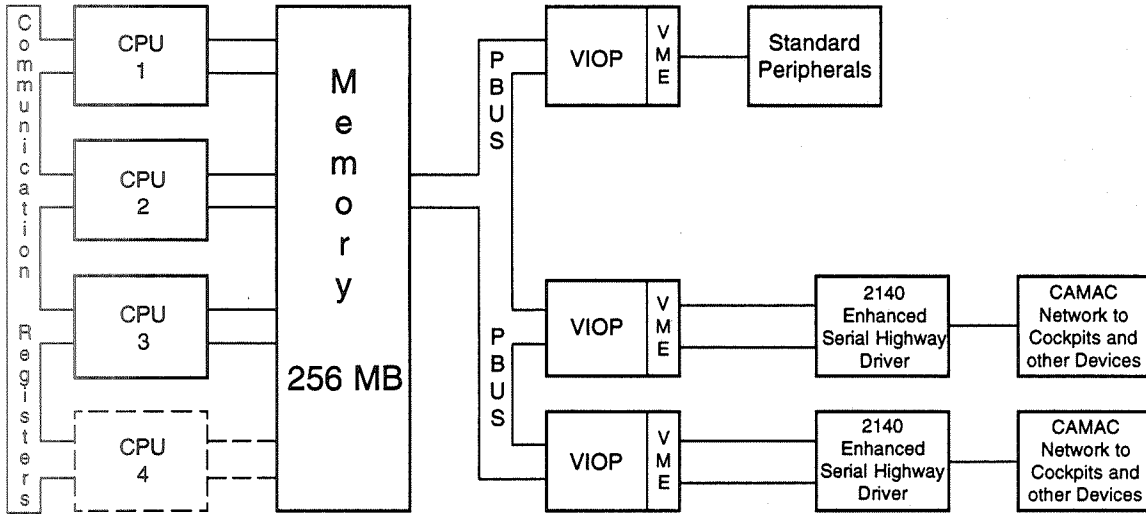 Communication Registers
CPU
1
CPU
2
CPU
3
CPU
4
Memory
256 MB
PBUS
PBUS
VIOP
VME
Standard
Peripherals
VIOP
VME
2140
Enhanced
Serial Highway
Driver
CAMAC
Network to
Cockpits and
other Devices
VIOP
VME
2140
Enhanced
Serial Highway
Driver
CAMAC
Network to
Cockpits and
other Devices